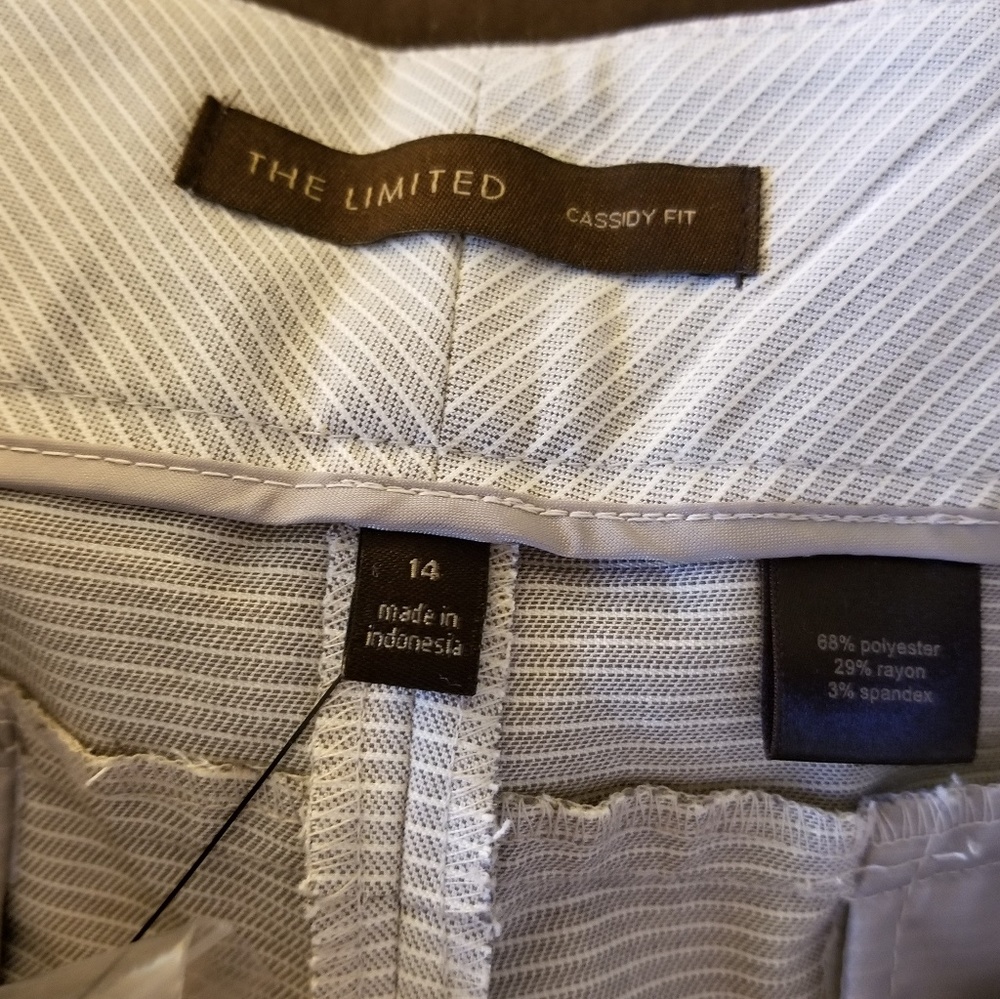 THE LIMITED CASSIDY FIT
14
made in
indonesia
68% polyester
29% rayon
3% spandex